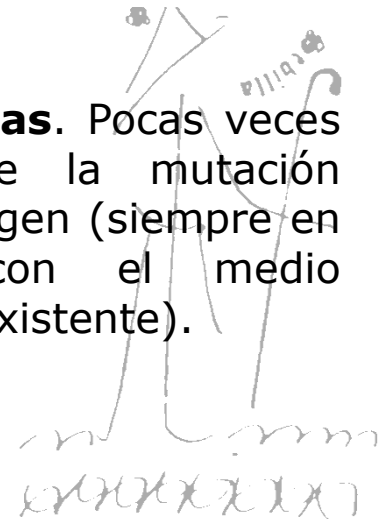 as. Pocas veces
e la mutación
gen (siempre en
con el medio
xistente).